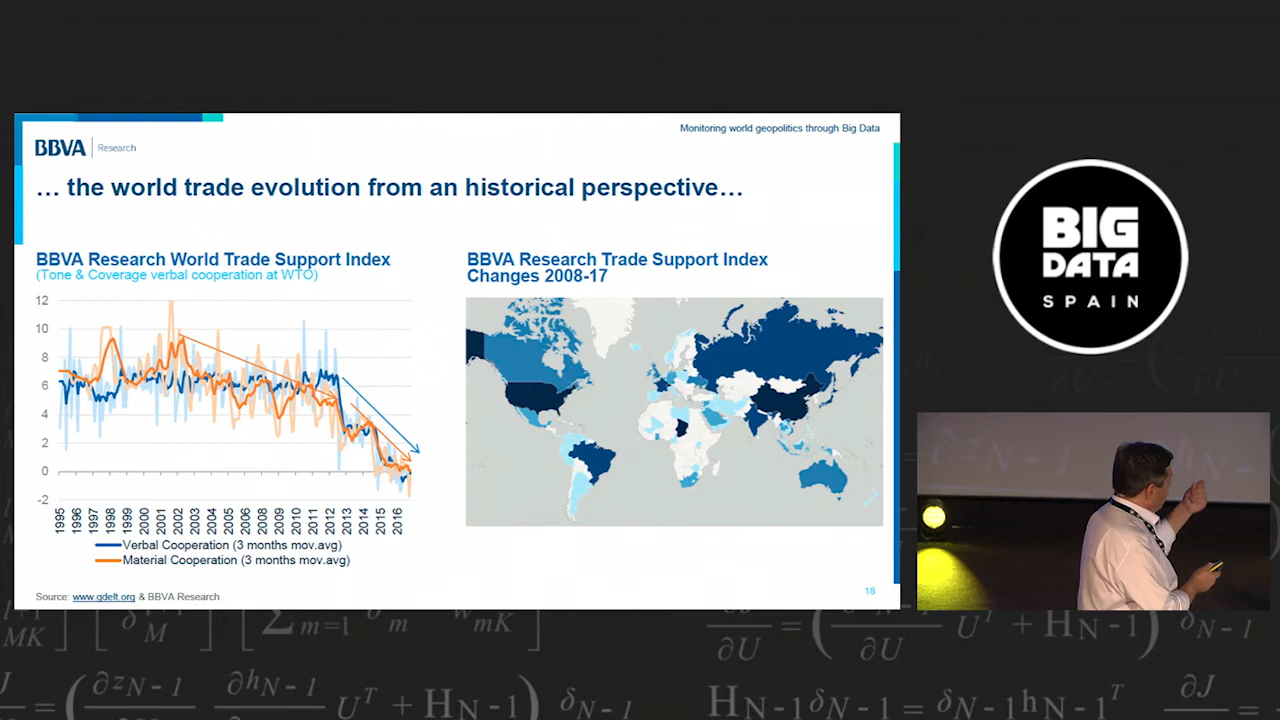 Monitoring world geopolitics through Big Data
BBVA Research
… the world trade evolution from an historical perspective…
BBVA Research World Trade Support Index
(Tone & Coverage verbal cooperation at WTO)
12
10
8
6
4
2
0
-2
1995 1996 1997 1998 1999 2000 2001 2002 2003 2004 2005 2006 2007 2008 2009 2010 2011 2012 2013 2014 2015 2016
Verbal Cooperation (3 months mov.avg)
Material Cooperation (3 months mov.avg)
BBVA Research Trade Support Index
Changes 2008-17
Source: www.gdelt.org & BBVA Research
18
BIG
DATA
SPAIN